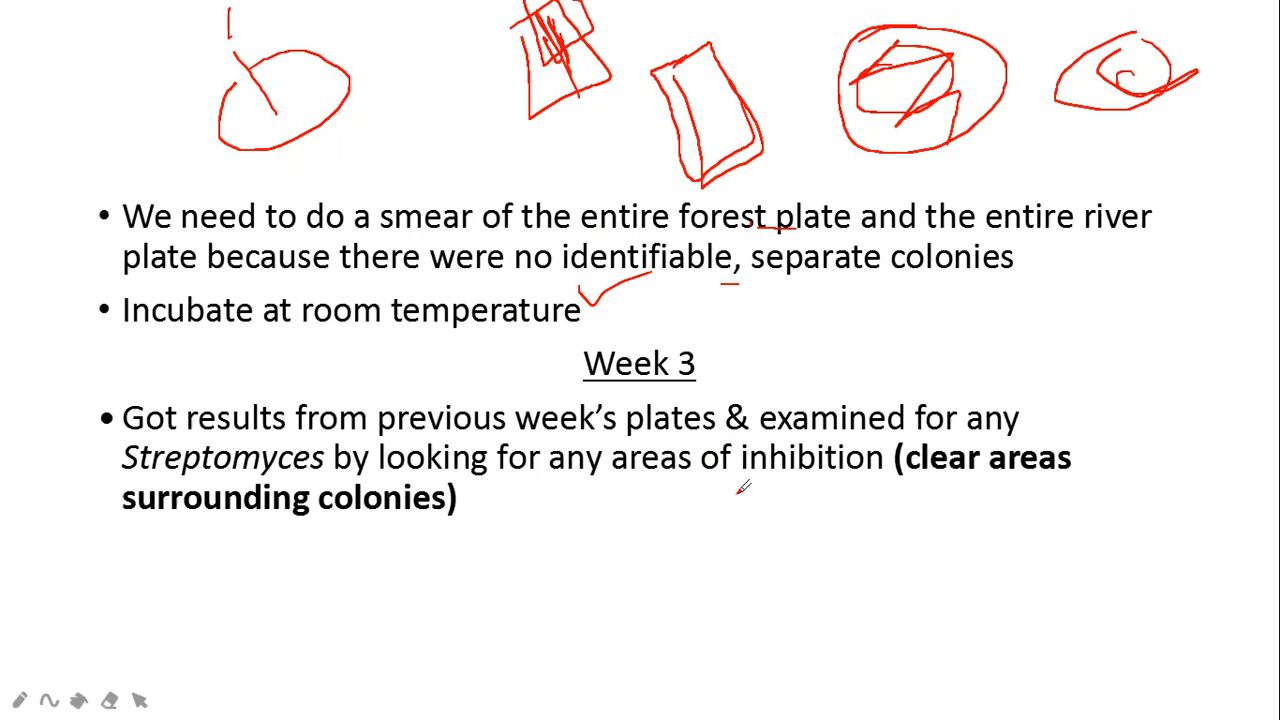 • We need to do a smear of the entire forest plate and the entire river
plate because there were no identifiable, separate colonies
• Incubate at room temperature
Week 3
• Got results from previous week’s plates & examined for any
Streptomyces by looking for any areas of inhibition (clear areas
surrounding colonies)